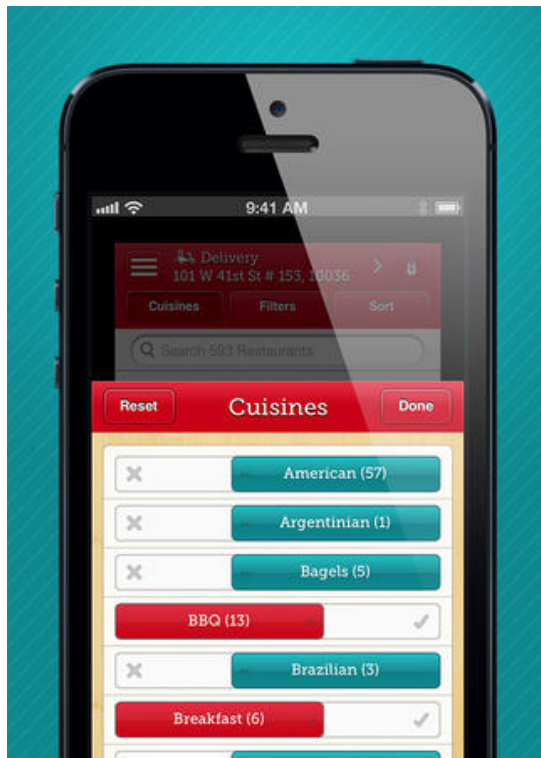 9:41 AM
Delivery
101 W 41st St # 153, 10036
Cuisines
Filters
Sort
Search 593 Restaurants
Reset
Cuisines
Done
American (57)
Argentinian (1)
Bagels (5)
BBQ (13)
Brazilian (3)
Breakfast (6)